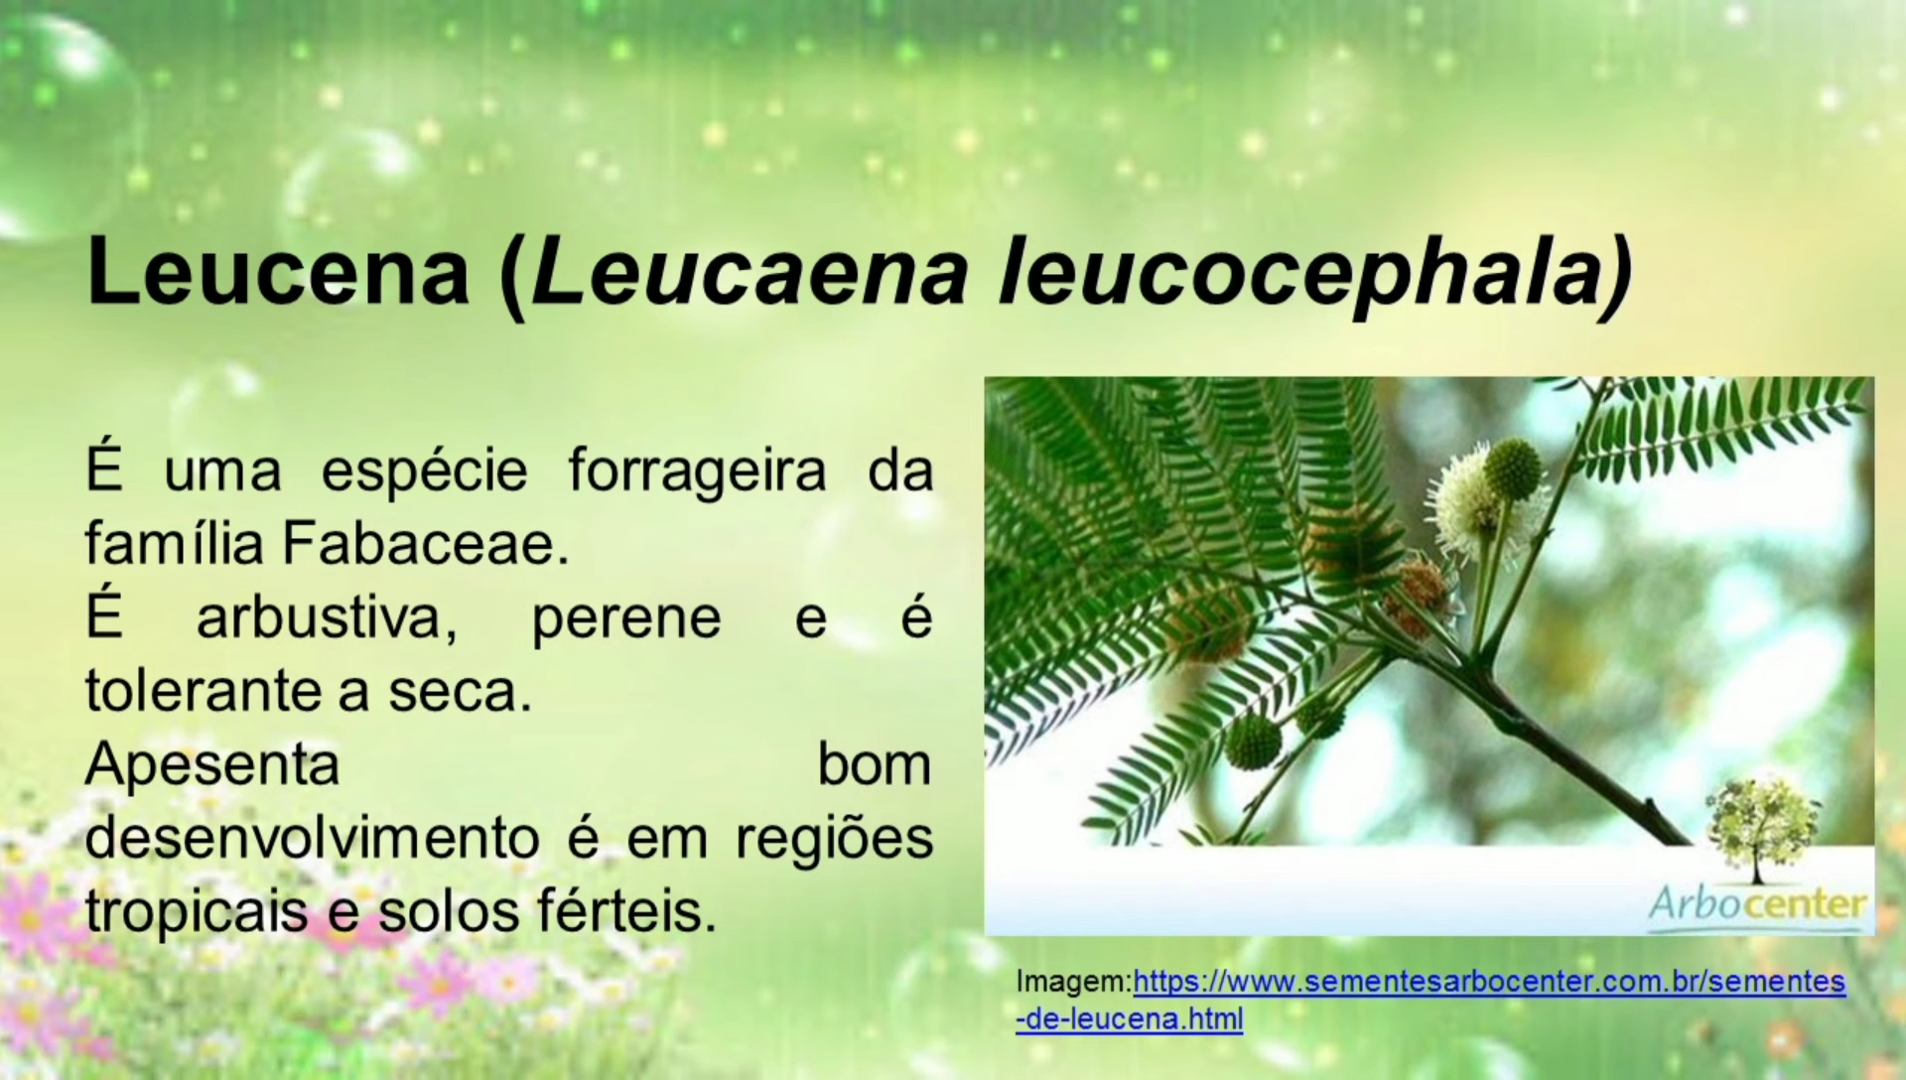 Leucena (Leucaena leucocephala)
É uma espécie forrageira da
família Fabaceae.
É arbustiva, perene e é
tolerante a seca.
Apesenta bom
desenvolvimento é em regiões
tropicais e solos férteis.
Arbocenter
Imagem:https://www.sementesarbocenter.com.br/sementes
-de-leucena.html